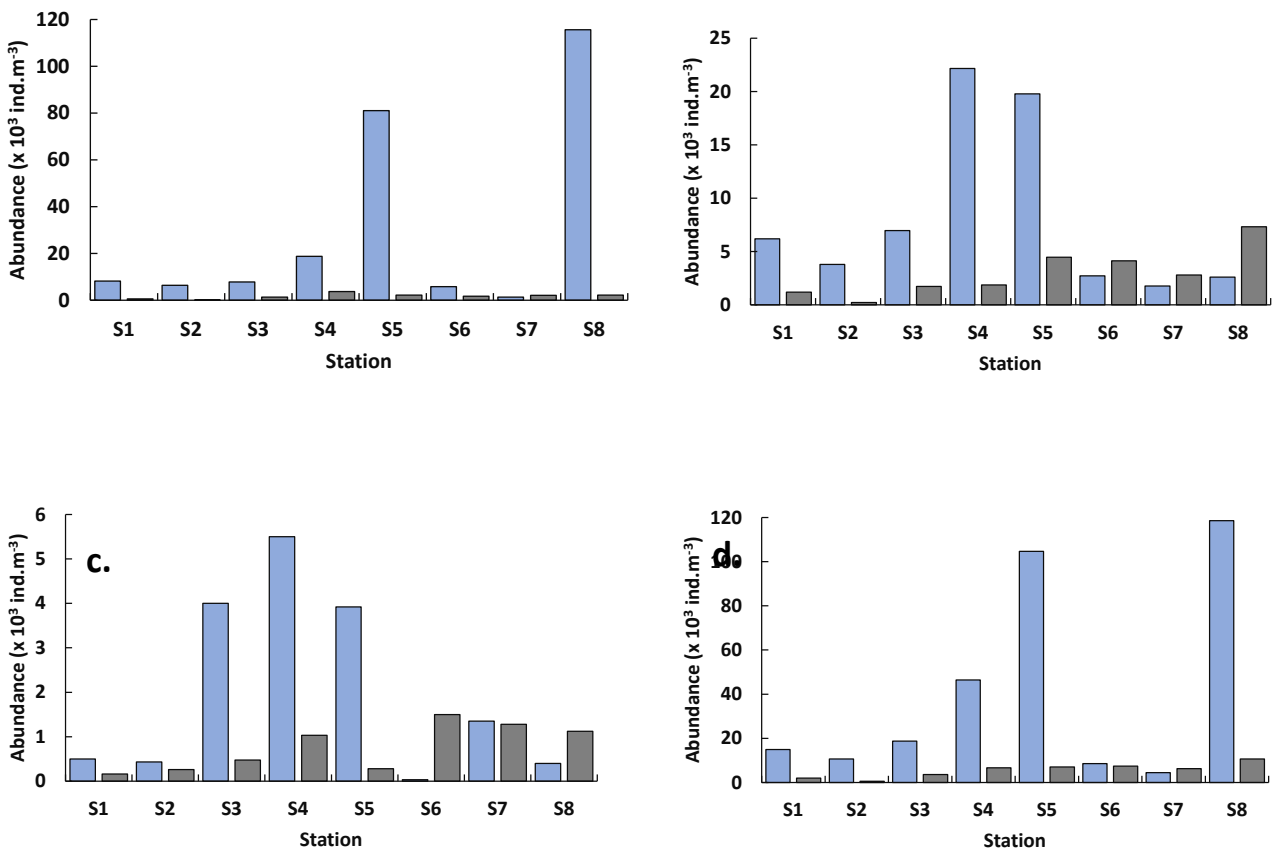 Abundance (x 10³ ind.m⁻³)
120
100
80
60
40
20
0
S1 S2 S3 S4 S5 S6 S7 S8
Station
Abundance (x 10³ ind.m⁻³)
25
20
15
10
5
0
S1 S2 S3 S4 S5 S6 S7 S8
Station
c.
Abundance (x 10³ ind.m⁻³)
6
5
4
3
2
1
0
S1 S2 S3 S4 S5 S6 S7 S8
Station
d.
Abundance (x 10³ ind.m⁻³)
120
100
80
60
40
20
0
S1 S2 S3 S4 S5 S6 S7 S8
Station